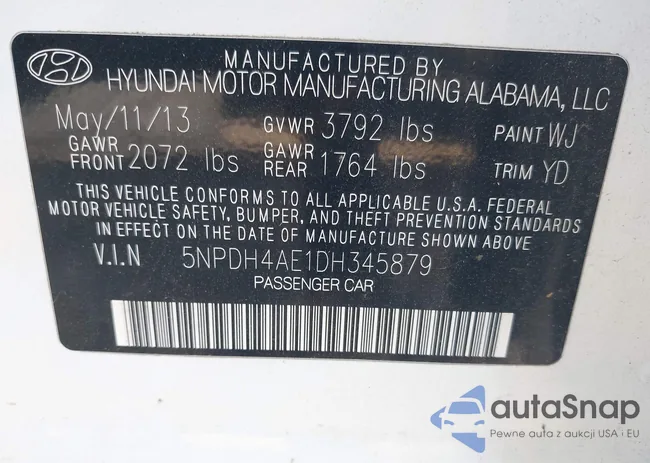 MANUFACTURED BY
HYUNDAI MOTOR MANUFACTURING ALABAMA, LLC
May/11/13 GVWR 3792 lbs PAINT WJ
GAWR FRONT 2072 lbs GAWR REAR 1764 lbs TRIM YD
THIS VEHICLE CONFORMS TO ALL APPLICABLE U.S.A. FEDERAL
MOTOR VEHICLE SAFETY, BUMPER, AND THEFT PREVENTION STANDARDS
IN EFFECT ON THE DATE OF MANUFACTURE SHOWN ABOVE.
V.I.N 5NPDH4AE1DH345879
PASSENGER CAR
autaSnap
Pewne auta z aukcji USA i EU